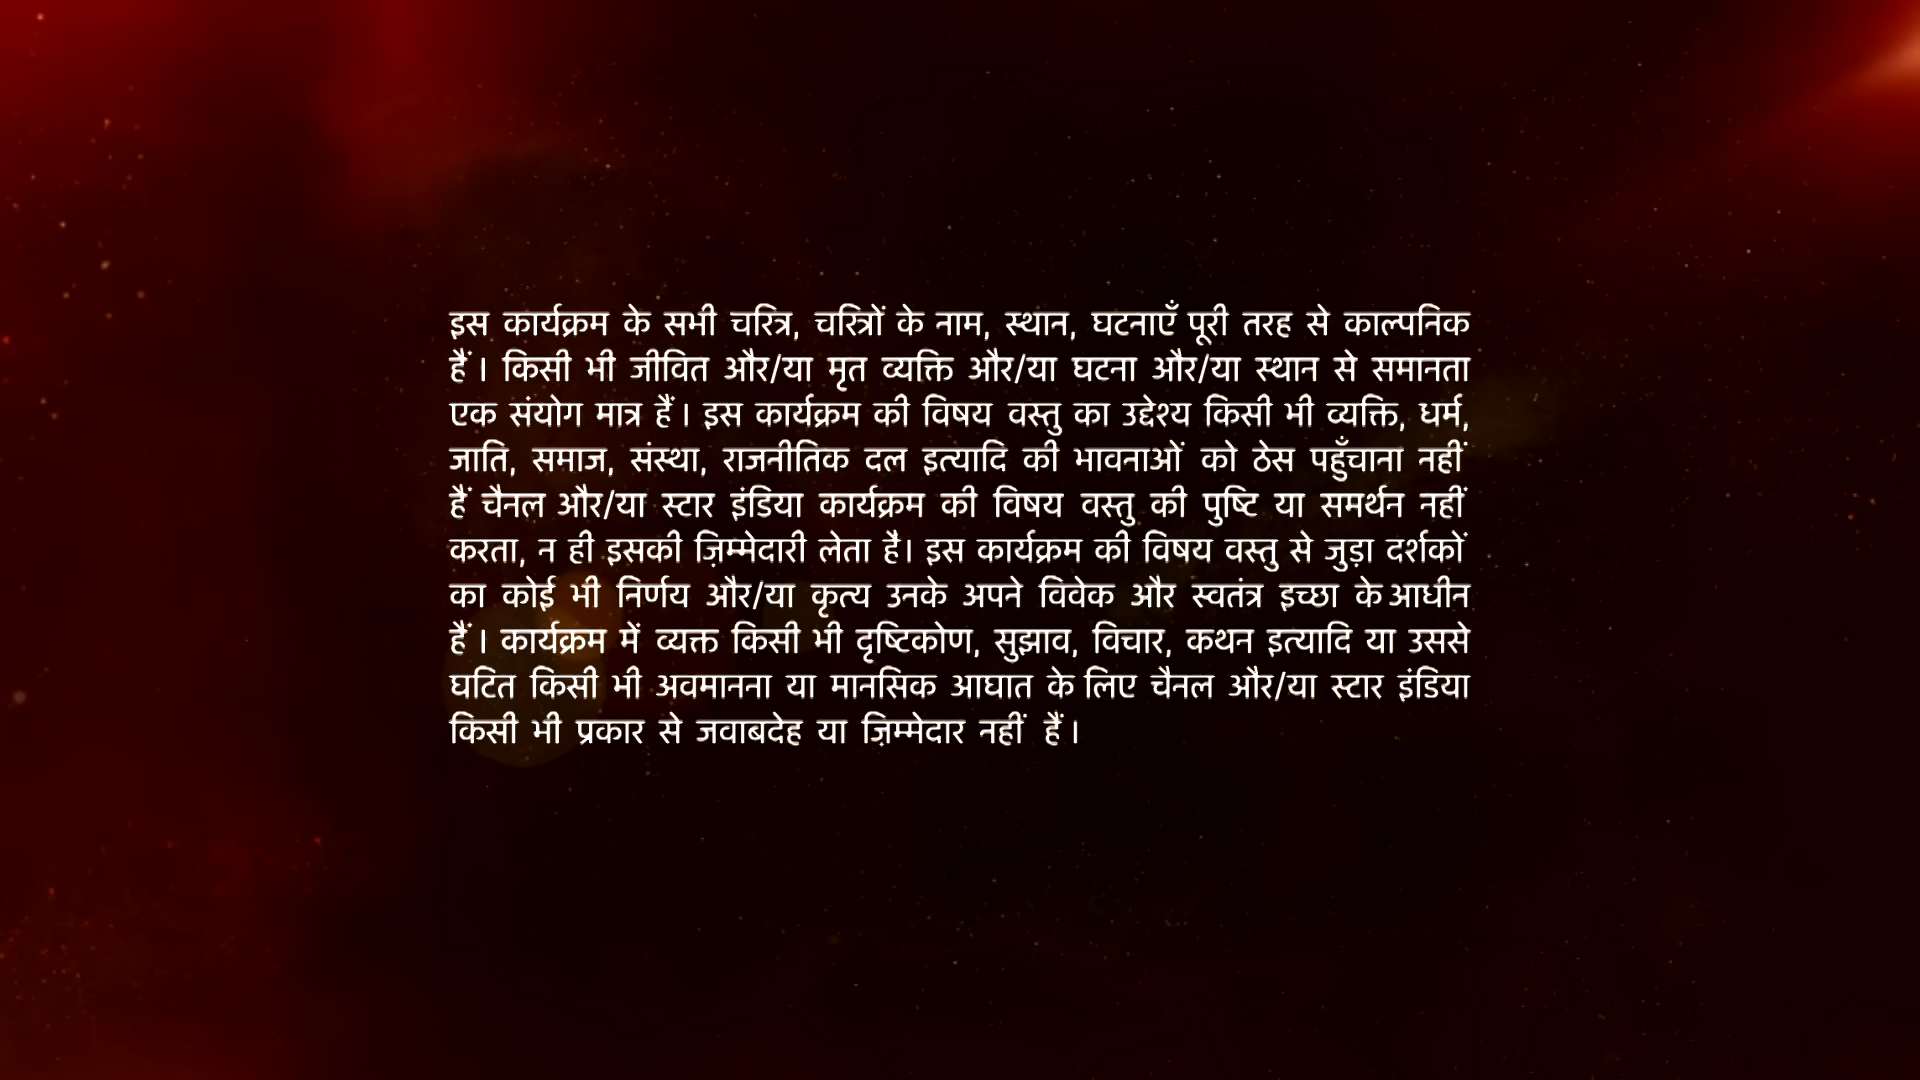 इस कार्यक्रम के सभी चरित्र, चरित्रों के नाम, स्थान, घटनाएँ पूरी तरह से काल्पनिक
हैं । किसी भी जीवित और/या मृत व्यक्ति और/या घटना और/या स्थान से समानता
एक संयोग मात्र हैं । इस कार्यक्रम की विषय वस्तु का उद्देश्य किसी भी व्यक्ति, धर्म,
जाति, समाज, संस्था, राजनीतिक दल इत्यादि की भावनाओं को ठेस पहुँचाना नहीं
हैं चैनल और/या स्टार इंडिया कार्यक्रम की विषय वस्तु की पुष्टि या समर्थन नहीं
करता, न ही इसकी ज़िम्मेदारी लेता है। इस कार्यक्रम की विषय वस्तु से जुड़ा दर्शकों
का कोई भी निर्णय और/या कृत्य उनके अपने विवेक और स्वतंत्र इच्छा के आधीन
हैं । कार्यक्रम में व्यक्त किसी भी दृष्टिकोण, सुझाव, विचार, कथन इत्यादि या उससे
घटित किसी भी अवमानना या मानसिक आघात के लिए चैनल और/या स्टार इंडिया
किसी भी प्रकार से जवाबदेह या ज़िम्मेदार नहीं हैं ।